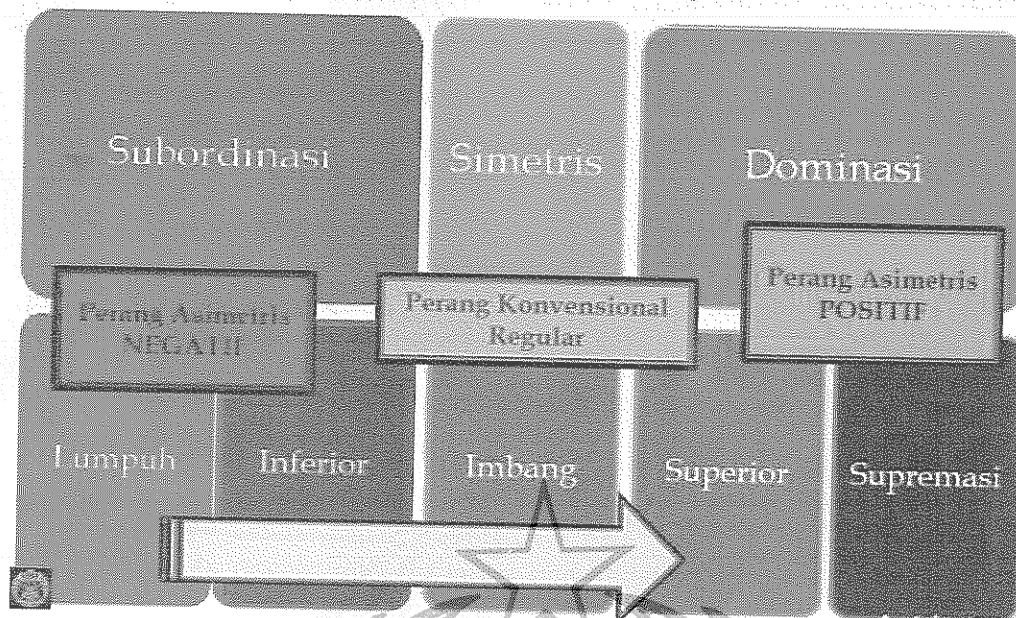 Subordinasi
Simetris
Dominasi
Perang Asimetris
NEGATIF
Perang Konvensional
Regular
Perang Asimetris
POSITIF
Lumpuh
Inferior
Imbang
Superior
Supremasi